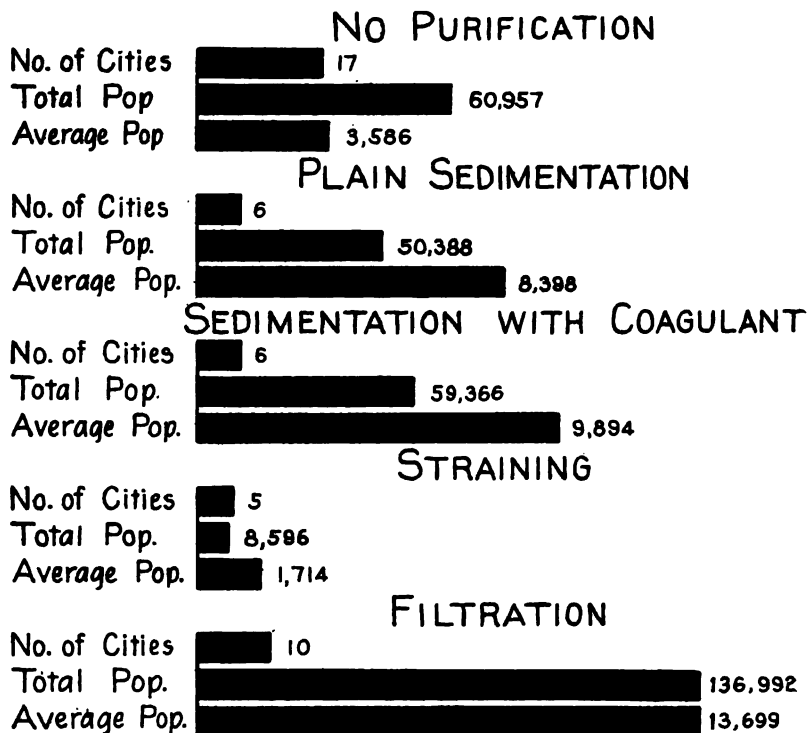 NO PURIFICATION
No. of Cities 17
Total Pop 60,957
Average Pop 3,586
PLAIN SEDIMENTATION
No. of Cities 6
Total Pop. 50,388
Average Pop. 8,398
SEDIMENTATION WITH COAGULANT
No. of Cities 6
Total Pop. 59,366
Average Pop. 9,894
STRAINING
No. of Cities 5
Total Pop. 8,596
Average Pop. 1,714
FILTRATION
No. of Cities 10
Total Pop. 136,992
Average Pop. 13,699